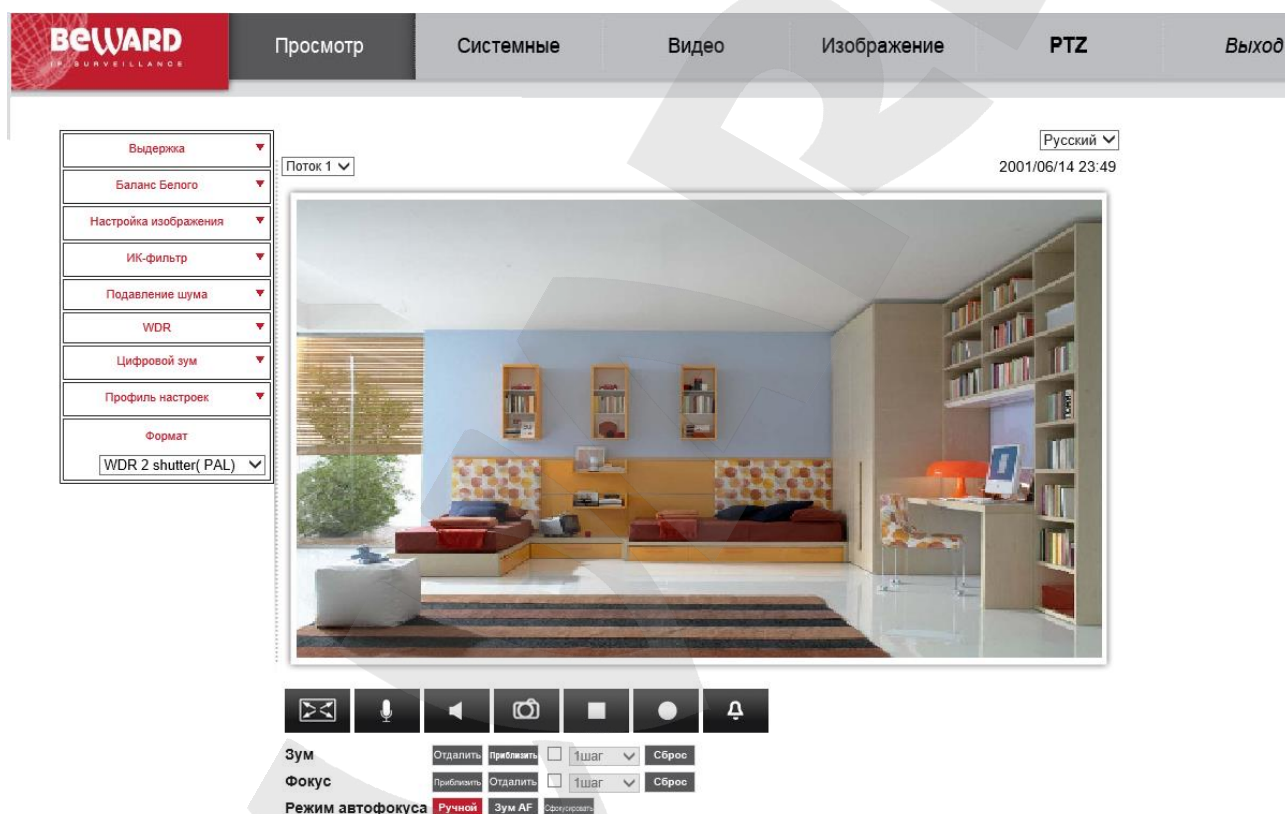 BEWARD
IP SURVEILLANCE
Просмотр
Системные
Видео
Изображение
PTZ
Выход
Выдержка
Баланс Белого
Настройка изображения
ИК-фильтр
Подавление шума
WDR
Цифровой зум
Профиль настроек
Формат
WDR 2 shutter( PAL)
Поток 1
Русский
2001/06/14 23:49
Зум Отдалить Приблизить 1шаг Сброс
Фокус Приблизить Отдалить 1шаг Сброс
Режим автофокуса Ручной Зум AF Сфокусировать